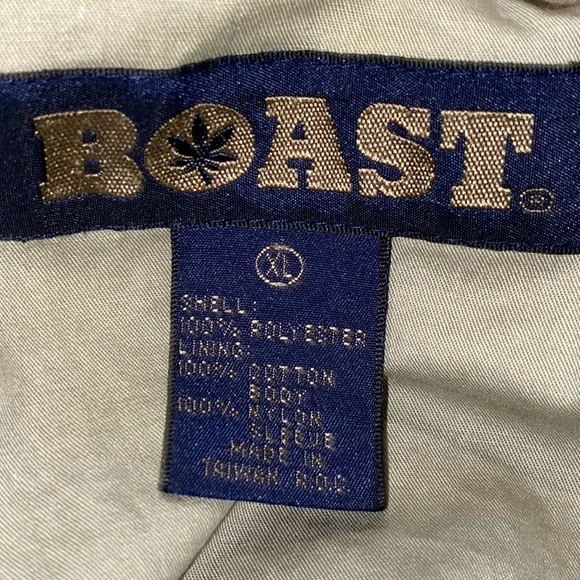 BOAST®
XL
SHELL:
100% POLYESTER
LINING:
100% COTTON
BODY
100% NYLON
SLEEVE
MADE IN
TAIWAN R.O.C